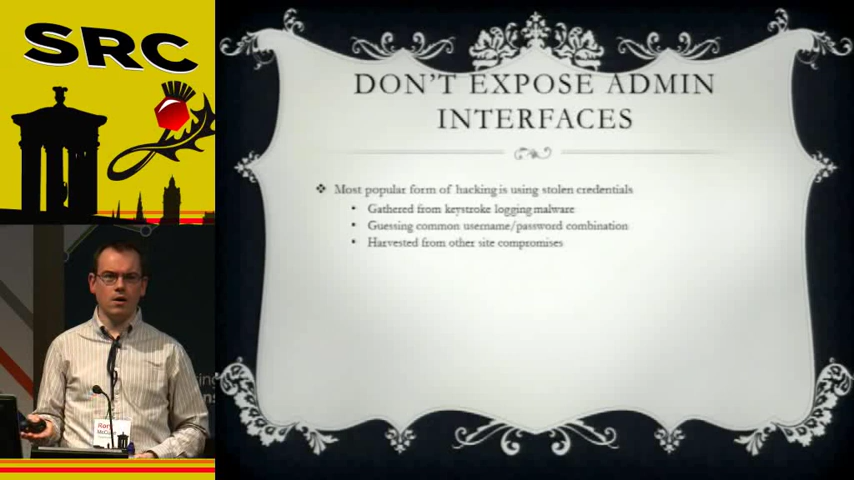 SRC
DON'T EXPOSE ADMIN
INTERFACES
Most popular form of hacking is using stolen credentials
Gathered from keystroke logging malware
Guessing common username/password combination
Harvested from other site compromises